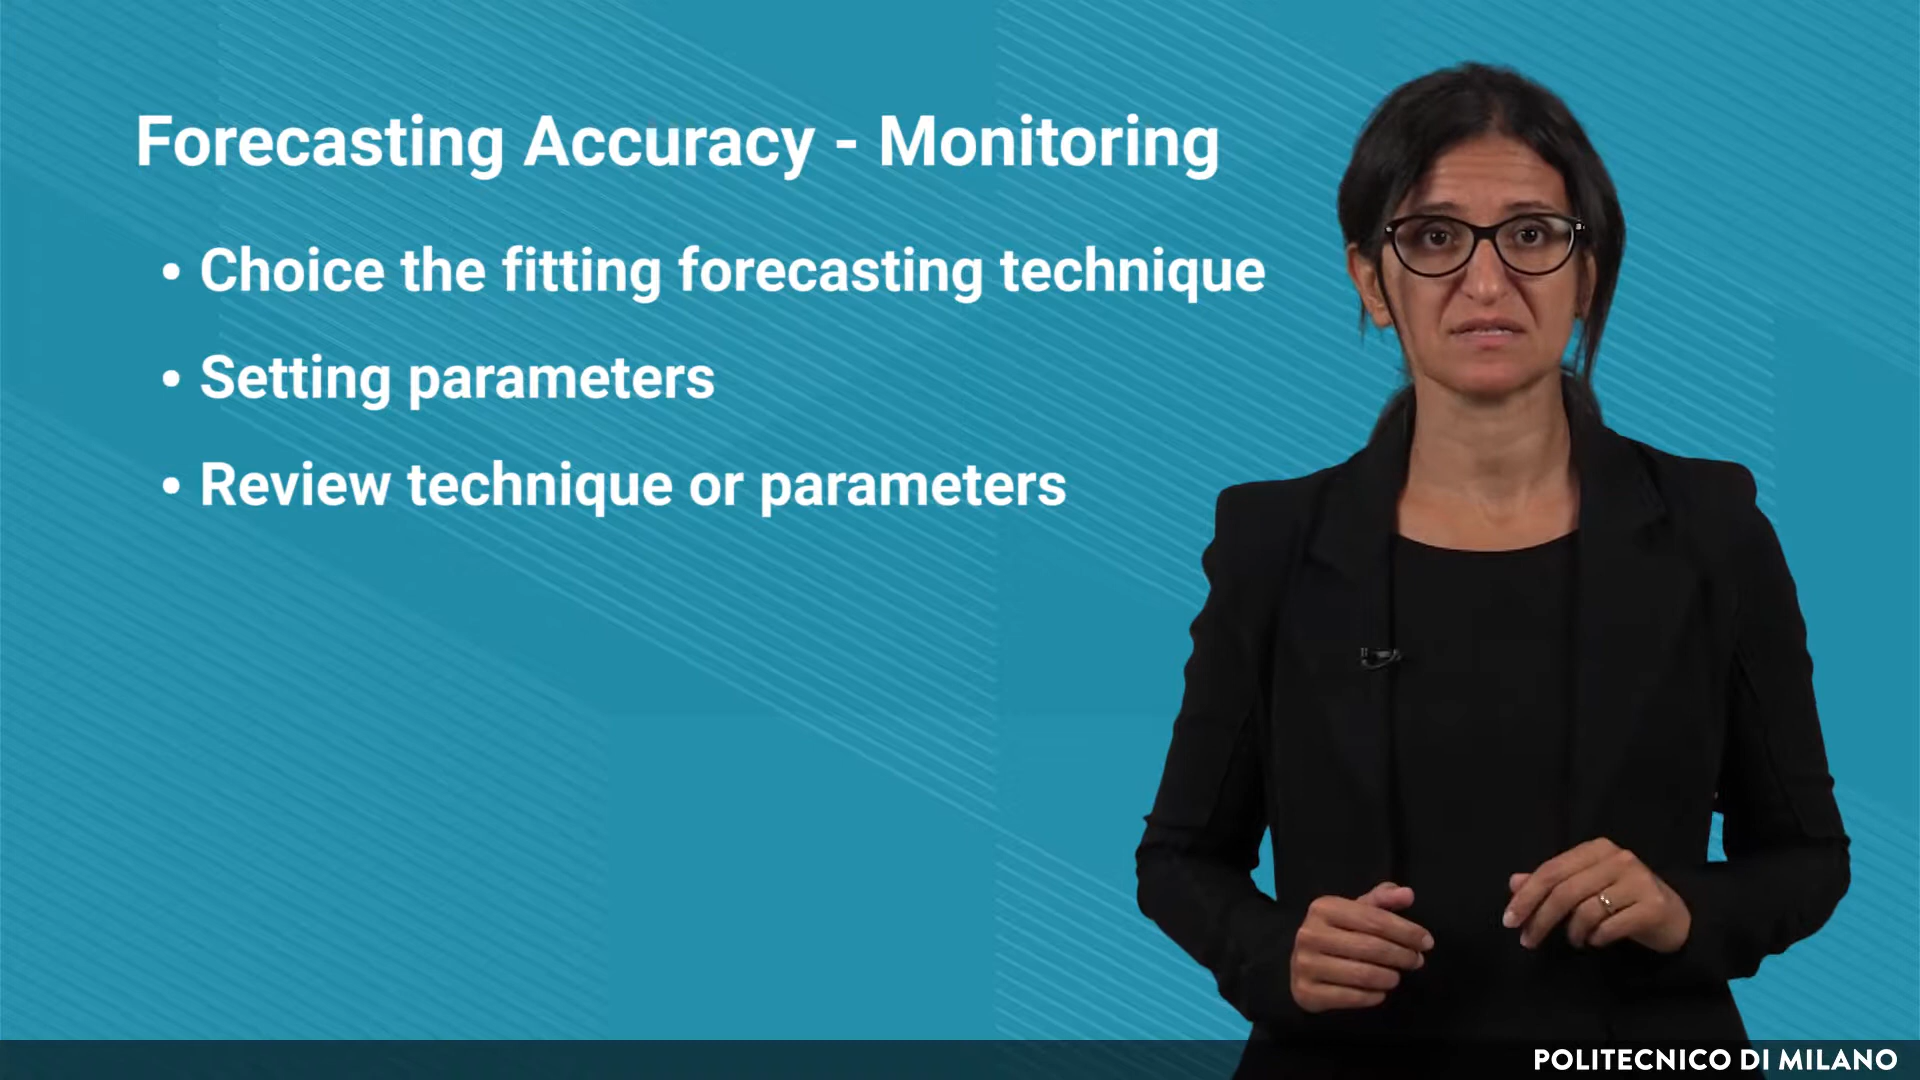 Forecasting Accuracy - Monitoring
• Choice the fitting forecasting technique
• Setting parameters
• Review technique or parameters
POLITECNICO DI MILANO